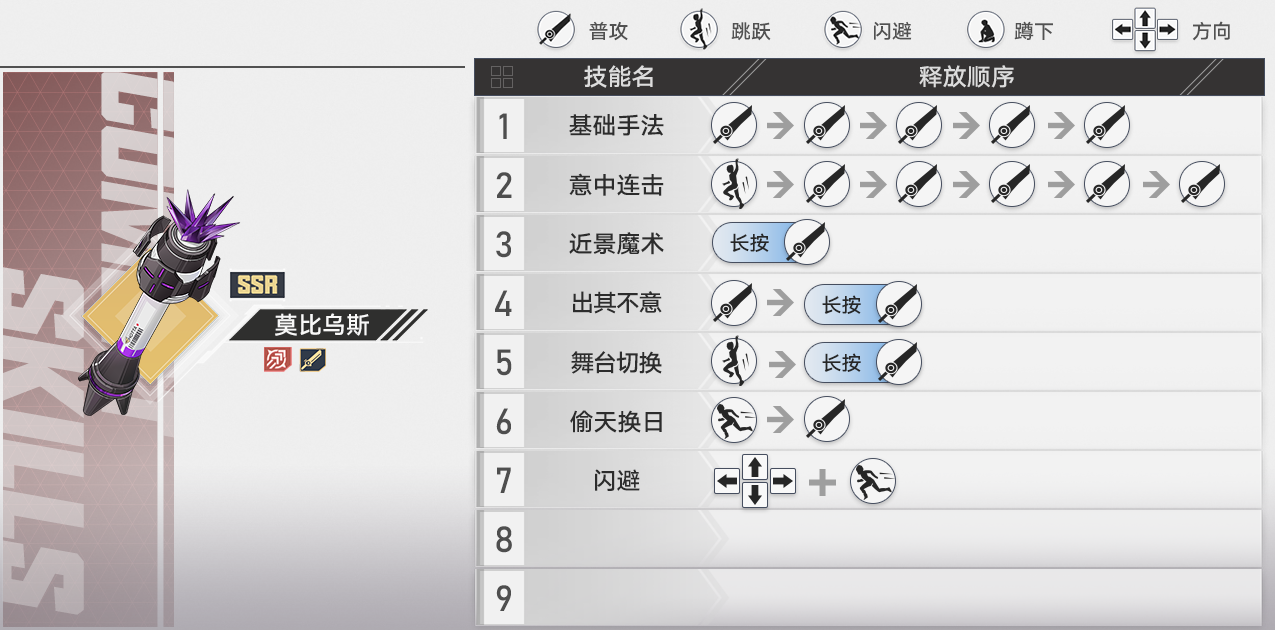 普攻 跳跃 闪避 蹲下 方向
技能名 释放顺序
1 基础手法
2 意中连击
3 近景魔术 长按
4 出其不意 长按
5 舞台切换 长按
6 偷天换日
7 闪避
8
9
COMM
SKILLS
SSR
莫比乌斯